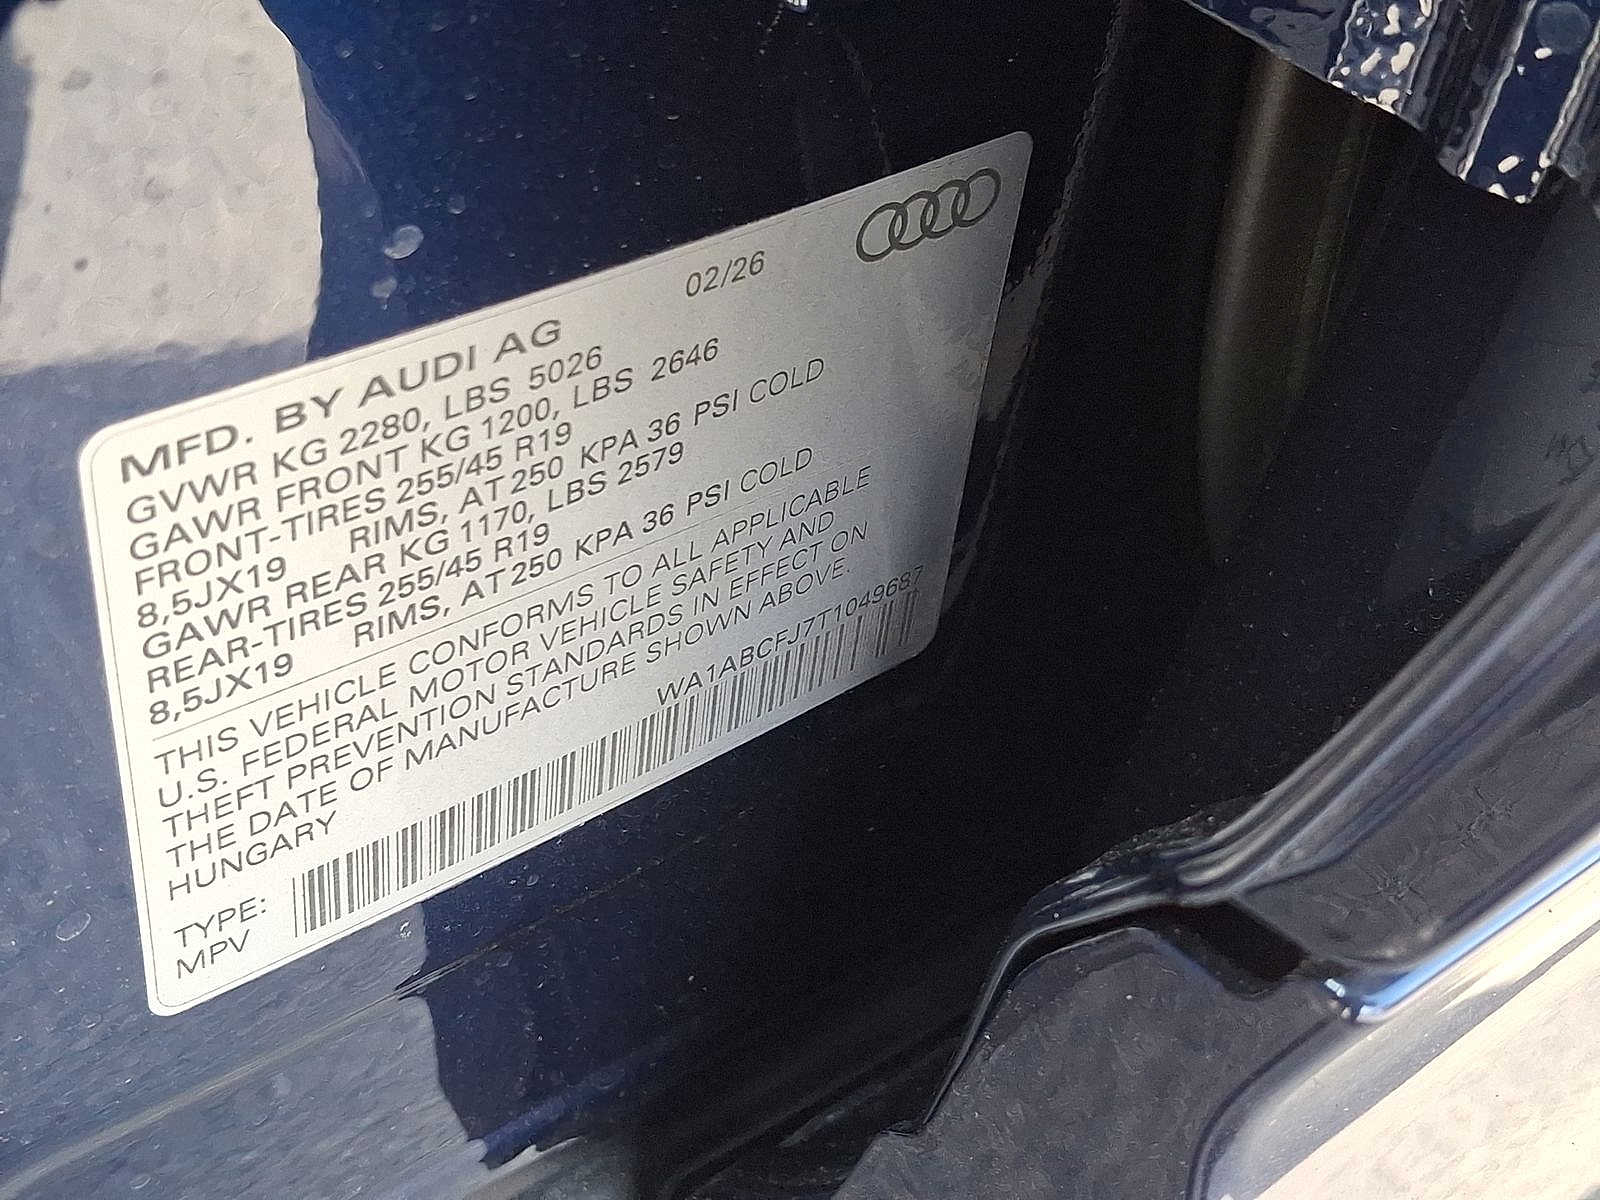 02/26
MFD. BY AUDI AG
GVWR KG 2280, LBS 5026
GAWR FRONT KG 1200, LBS 2646
FRONT-TIRES 255/45 R19
8,5JX19 RIMS, AT 250 KPA 36 PSI COLD
GAWR REAR KG 1170, LBS 2579
REAR-TIRES 255/45 R19
8,5JX19 RIMS, AT 250 KPA 36 PSI COLD
THIS VEHICLE CONFORMS TO ALL APPLICABLE
U.S. FEDERAL MOTOR VEHICLE SAFETY AND
THEFT PREVENTION STANDARDS IN EFFECT ON
THE DATE OF MANUFACTURE SHOWN ABOVE.
HUNGARY
WA1ABCFJ7T1049687
TYPE:
MPV